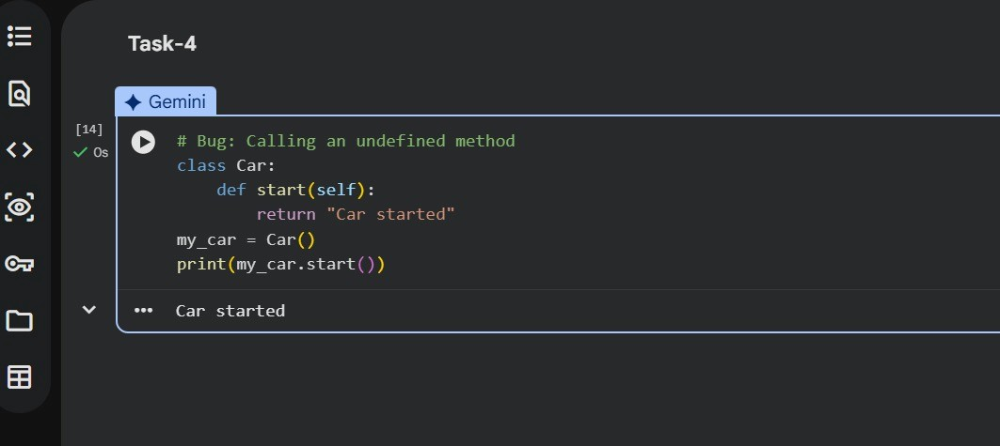 Task-4
Gemini
[14]
0s
# Bug: Calling an undefined method
class Car:
    def start(self):
        return "Car started"
my_car = Car()
print(my_car.start())
Car started